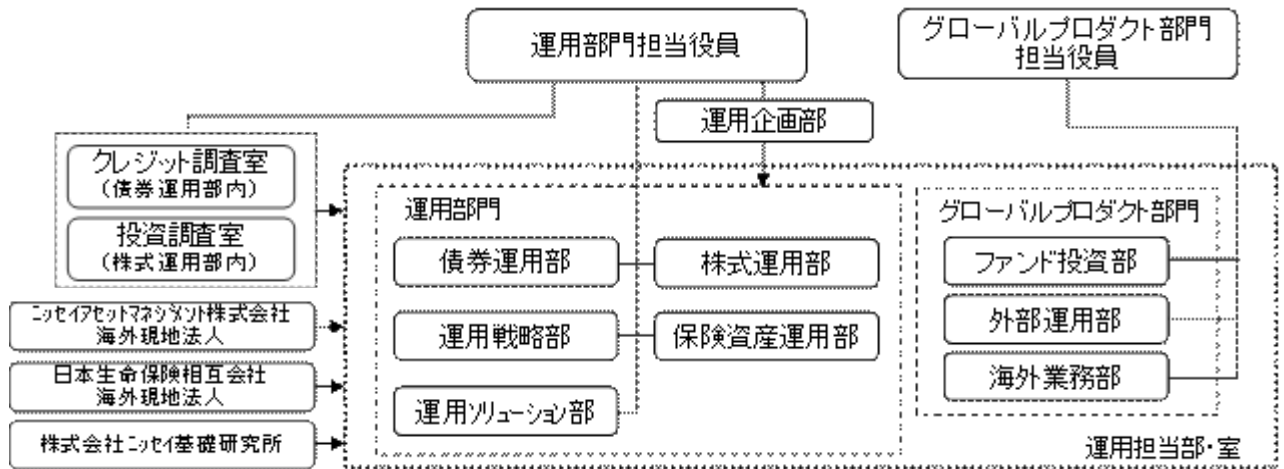 運用部門担当役員
グローバルプロダクト部門
担当役員
運用企画部
クレジット調査室
(債券運用部内)
投資調査室
(株式運用部内)
運用部門
グローバルプロダクト部門
債券運用部
株式運用部
ファンド投資部
ニッセイアセットマネジメント株式会社
海外現地法人
運用戦略部
保険資産運用部
外部運用部
日本生命保険相互会社
海外現地法人
海外業務部
運用ソリューション部
株式会社ニッセイ基礎研究所
運用担当部・室